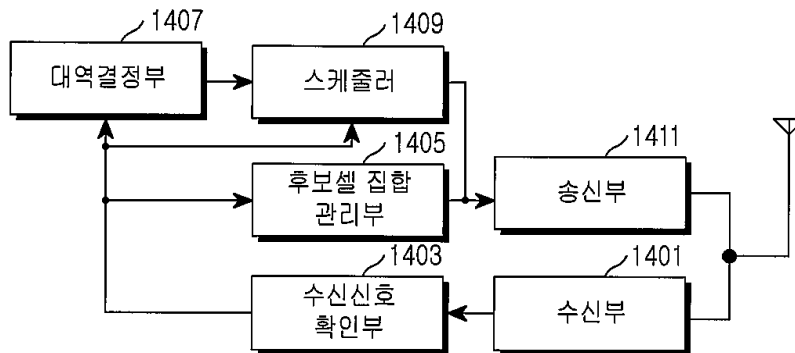 1407
대역결정부
1409
스케줄러
1405
후보셀 집합
관리부
1411
송신부
1403
수신신호
확인부
1401
수신부